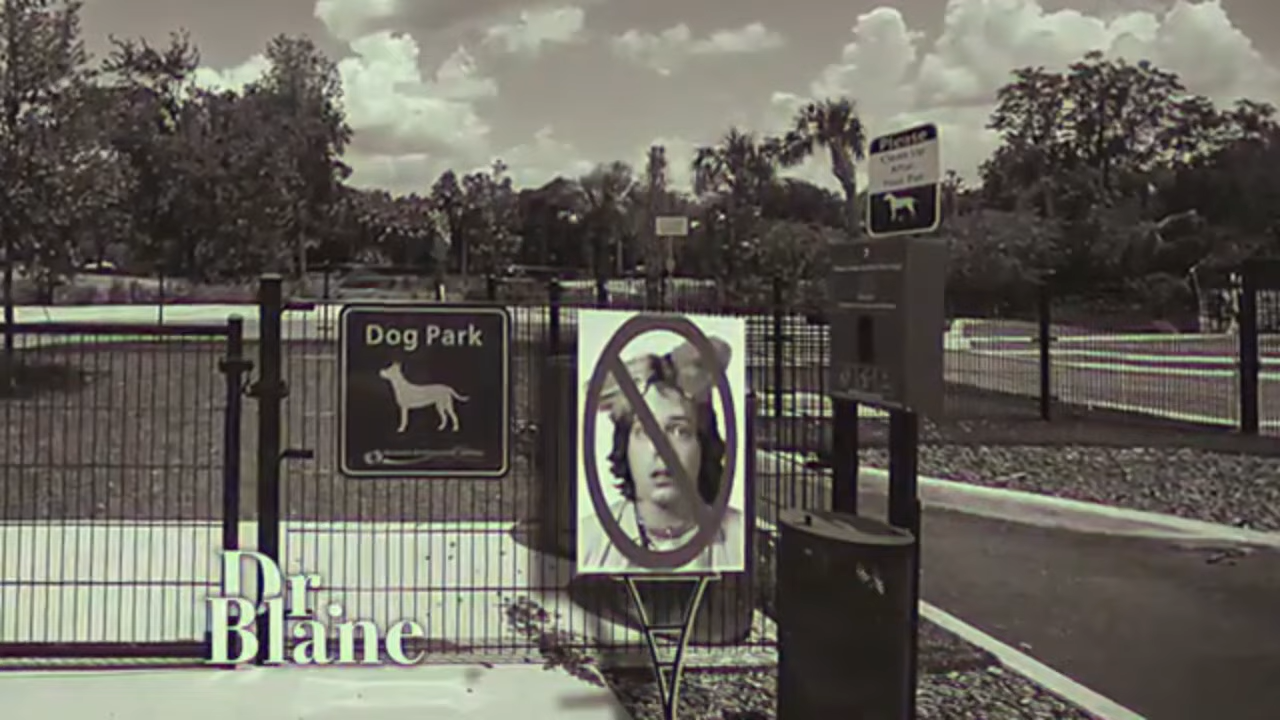 Please
Clean Up
After
Your Pet
Dog Park
Dr
Blane